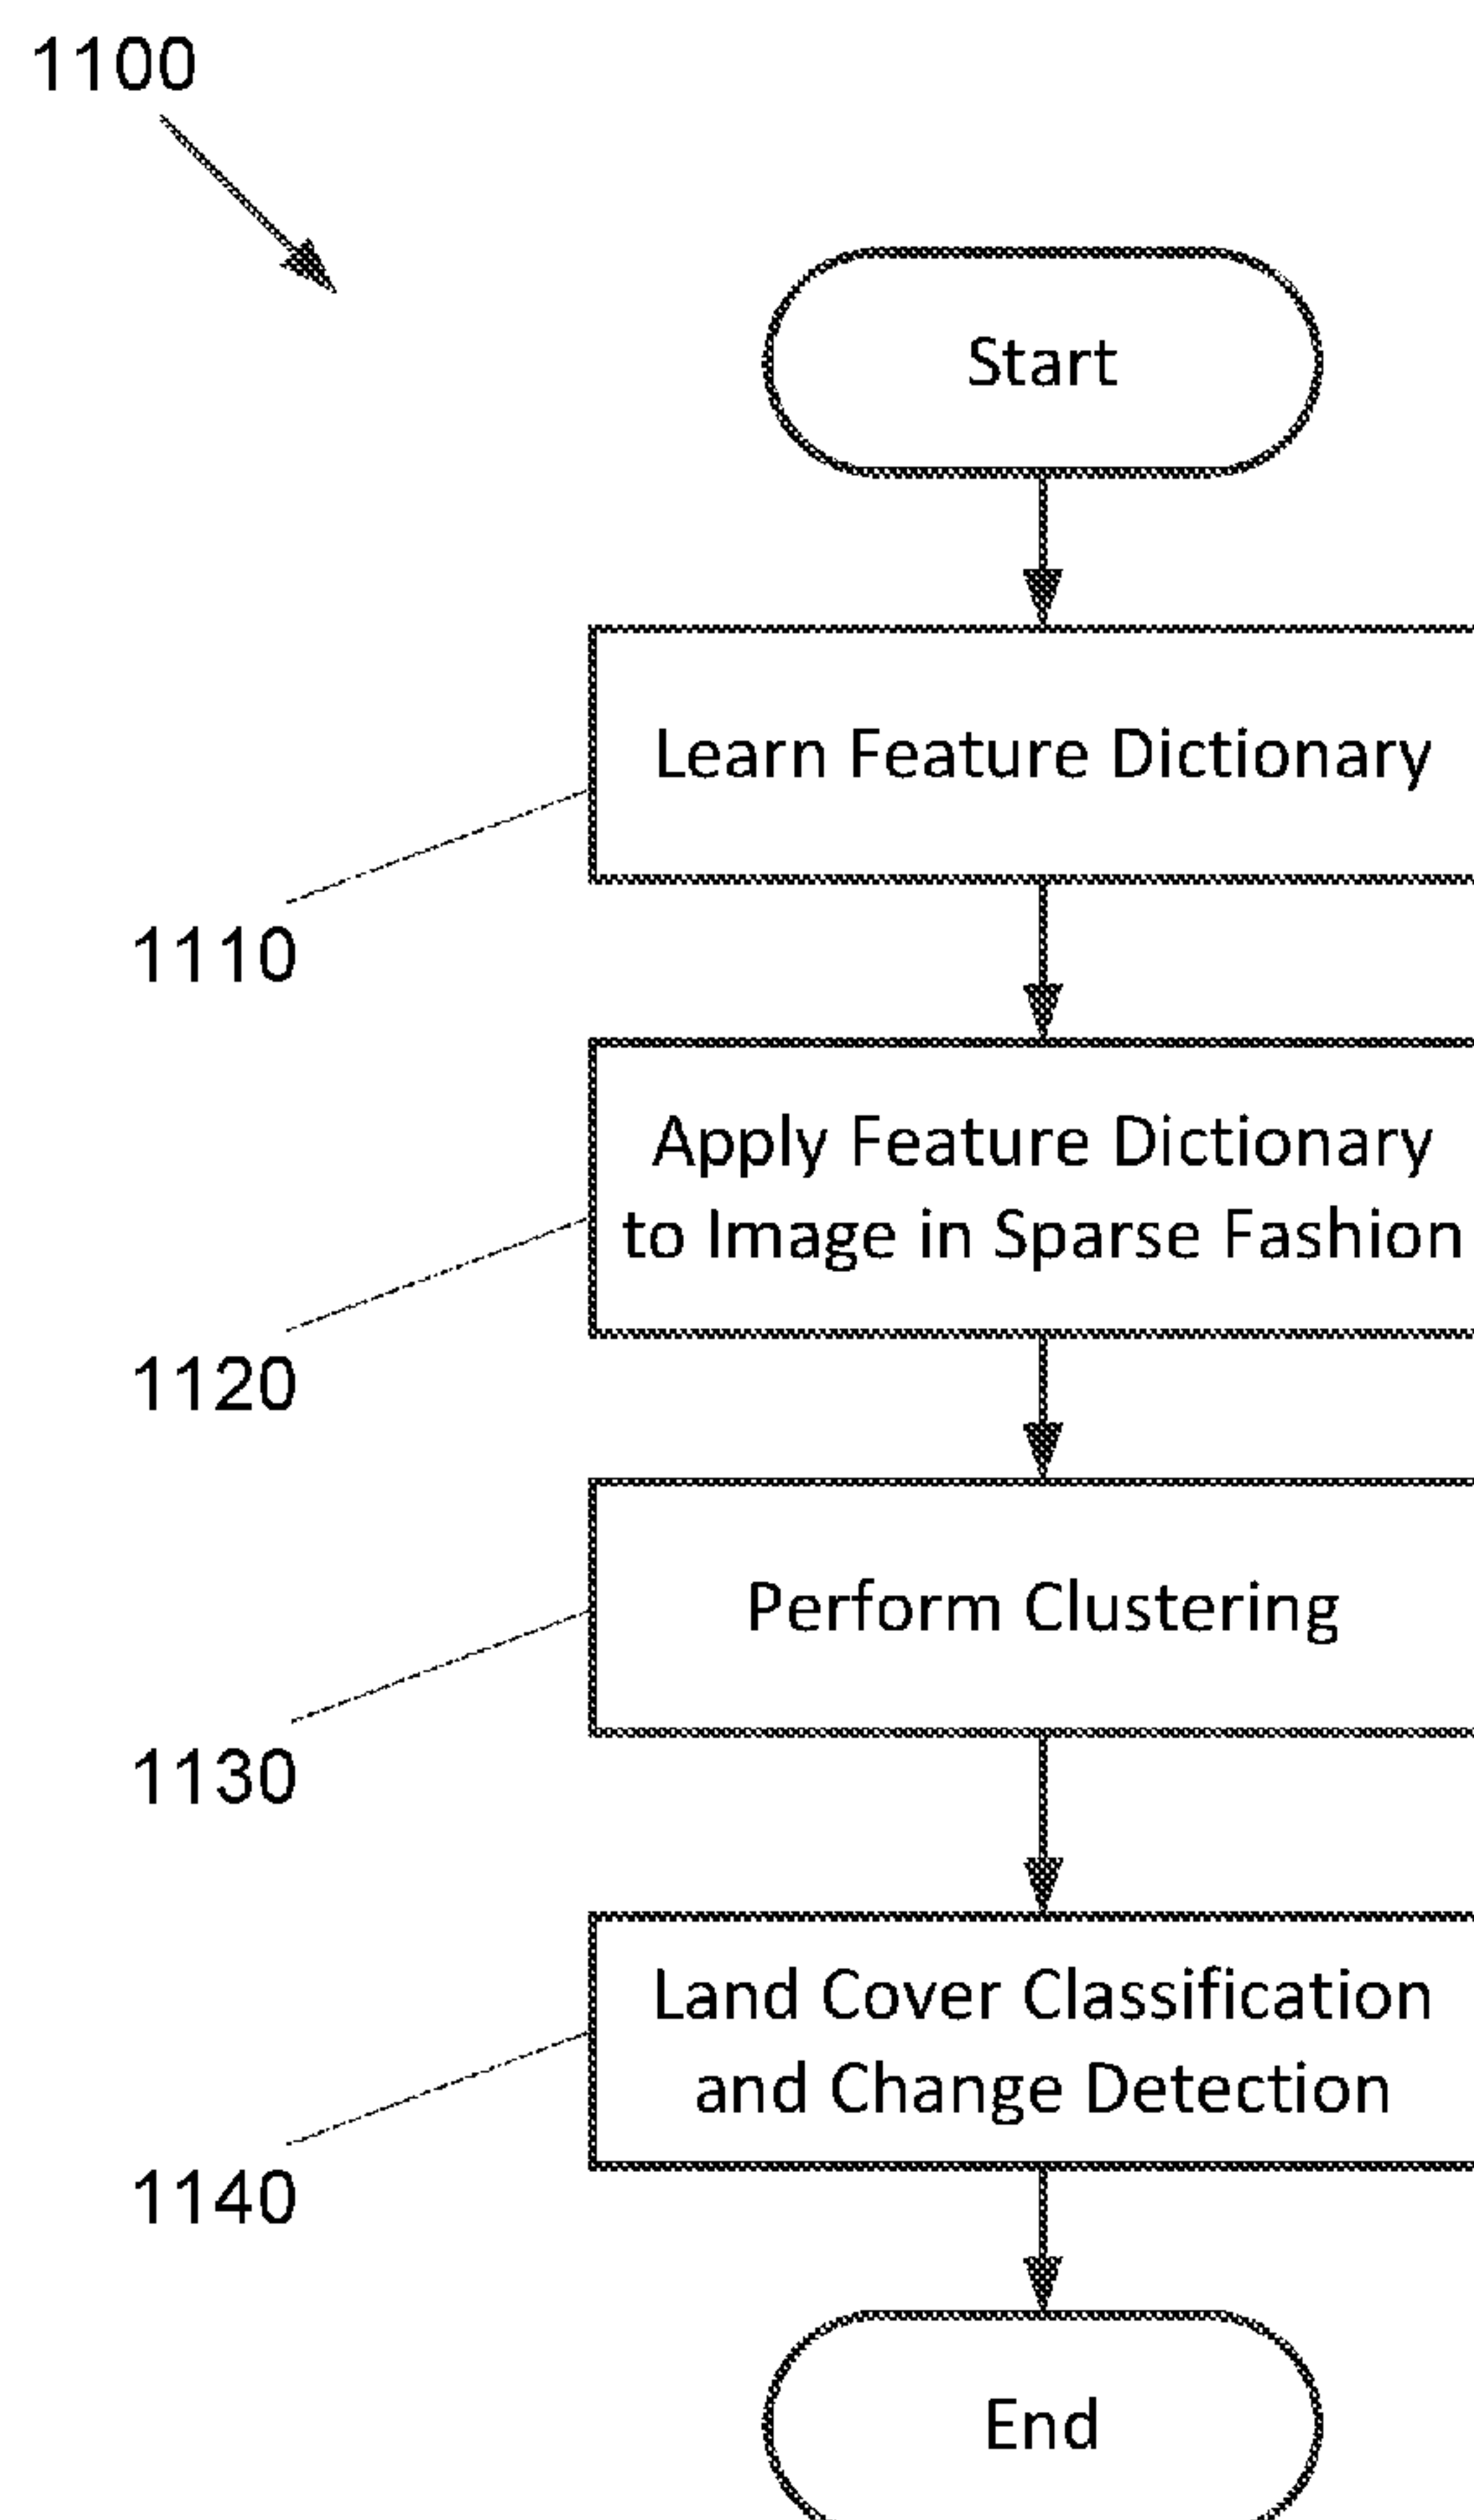 1100
Start
Learn Feature Dictionary
1110
Apply Feature Dictionary
to Image in Sparse Fashion
1120
Perform Clustering
1130
Land Cover Classification
and Change Detection
1140
End